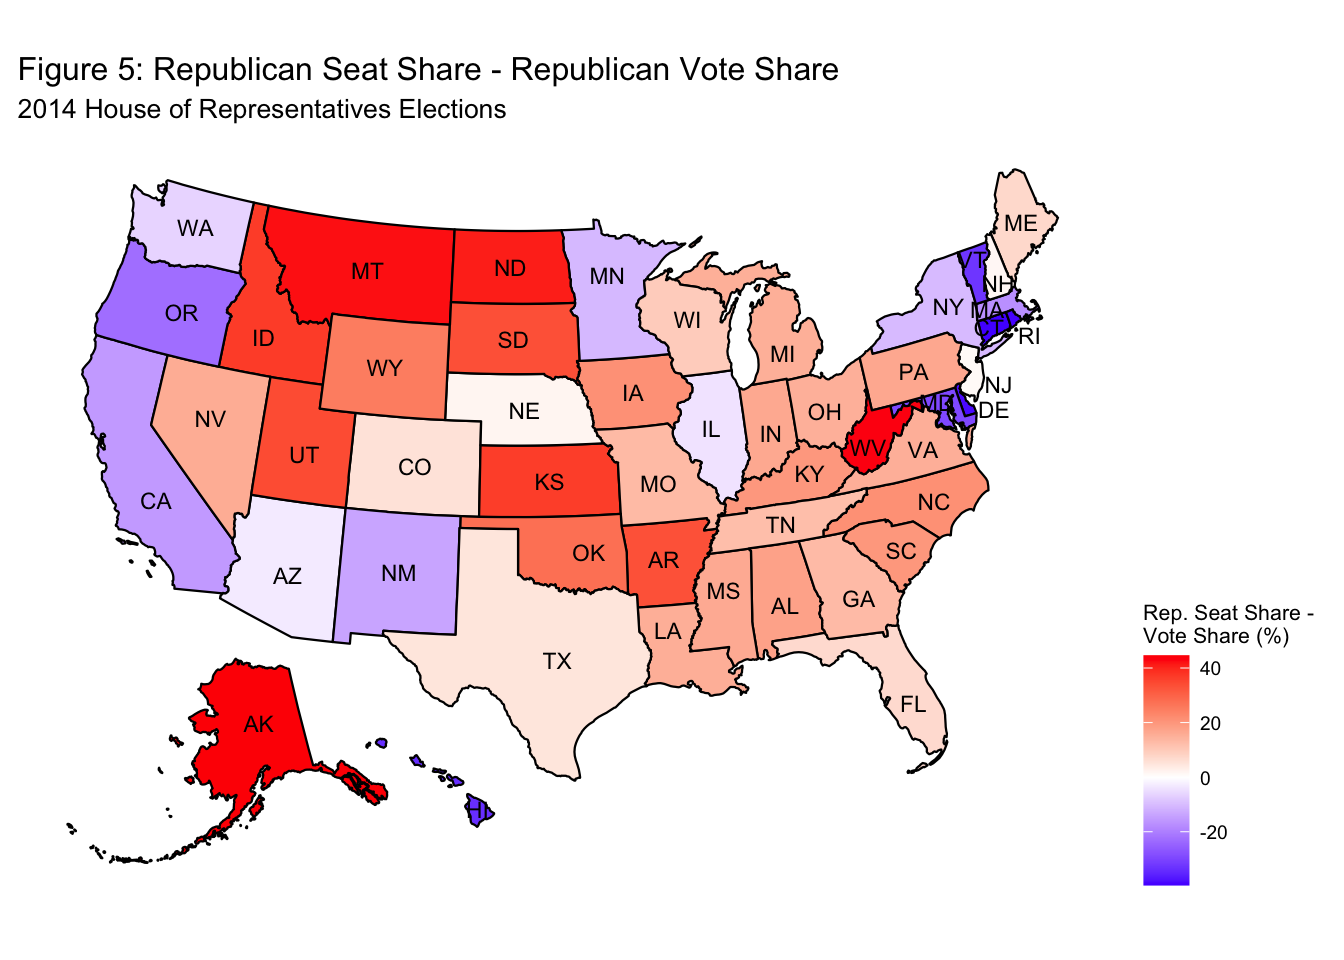 Figure 5: Republican Seat Share - Republican Vote Share
2014 House of Representatives Elections
ME
WA
VT
MT
ND
MN
NH
NY
MA
OR
WI
CT
RI
ID
SD
MI
WY
PA
NJ
IA
NE
MD
DE
NV
OH
IL
IN
UT
CO
WV
VA
KS
MO
KY
CA
NC
TN
OK
AR
SC
AZ
NM
MS
AL
GA
LA
TX
FL
AK
HI
Rep. Seat Share -
Vote Share (%)
40
20
0
-20